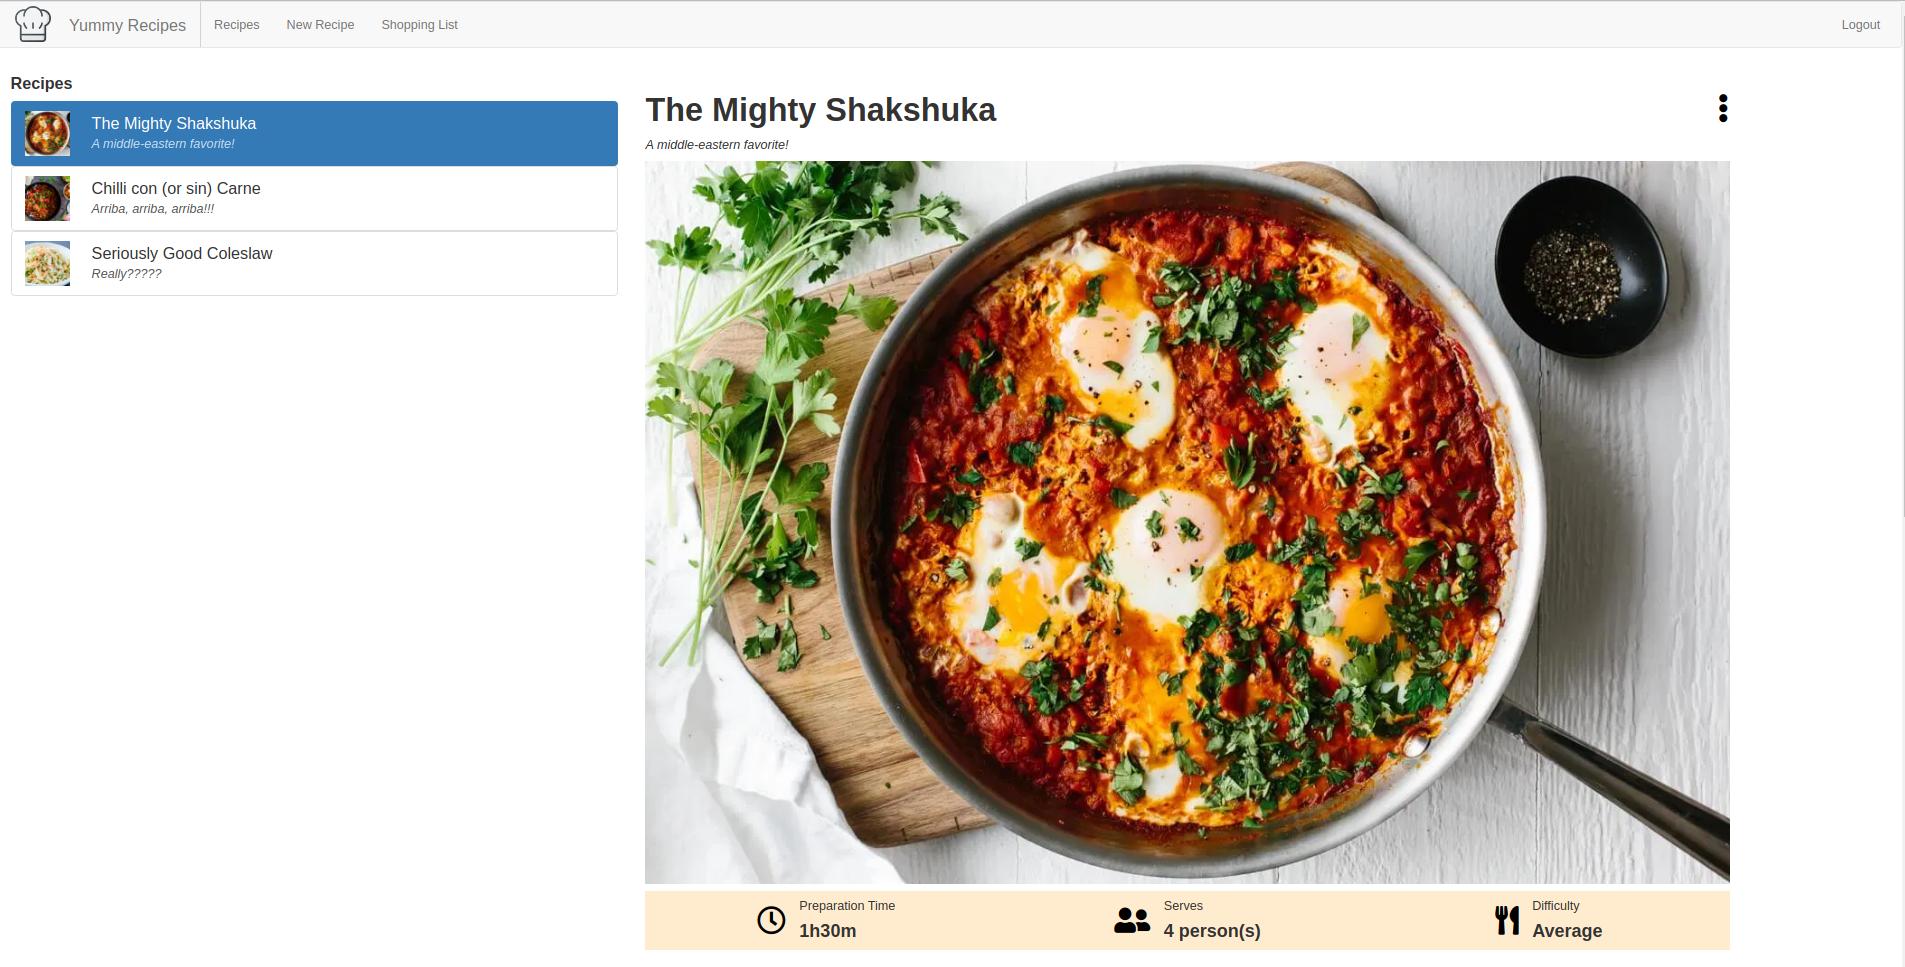 Yummy Recipes
Recipes
New Recipe
Shopping List
Logout
Recipes
The Mighty Shakshuka
A middle-eastern favorite!
Chilli con (or sin) Carne
Arriba, arriba, arriba!!!
Seriously Good Coleslaw
Really?????
The Mighty Shakshuka
A middle-eastern favorite!
Preparation Time
1h30m
Serves
4 person(s)
Difficulty
Average